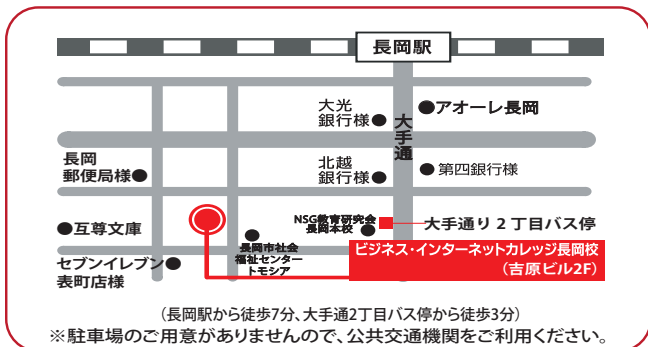 長岡駅
大光
銀行様
アオーレ長岡
大手通
長岡
郵便局様
北越
銀行様
第四銀行様
互尊文庫
NSG教育研究会
長岡本校
大手通り2丁目バス停
長岡市社会
福祉センター
トモシア
セブンイレブン
表町店様
ビジネス・インターネットカレッジ長岡校
(吉原ビル2F)
(長岡駅から徒歩7分、大手通2丁目バス停から徒歩3分)
※駐車場のご用意がありませんので、公共交通機関をご利用ください。